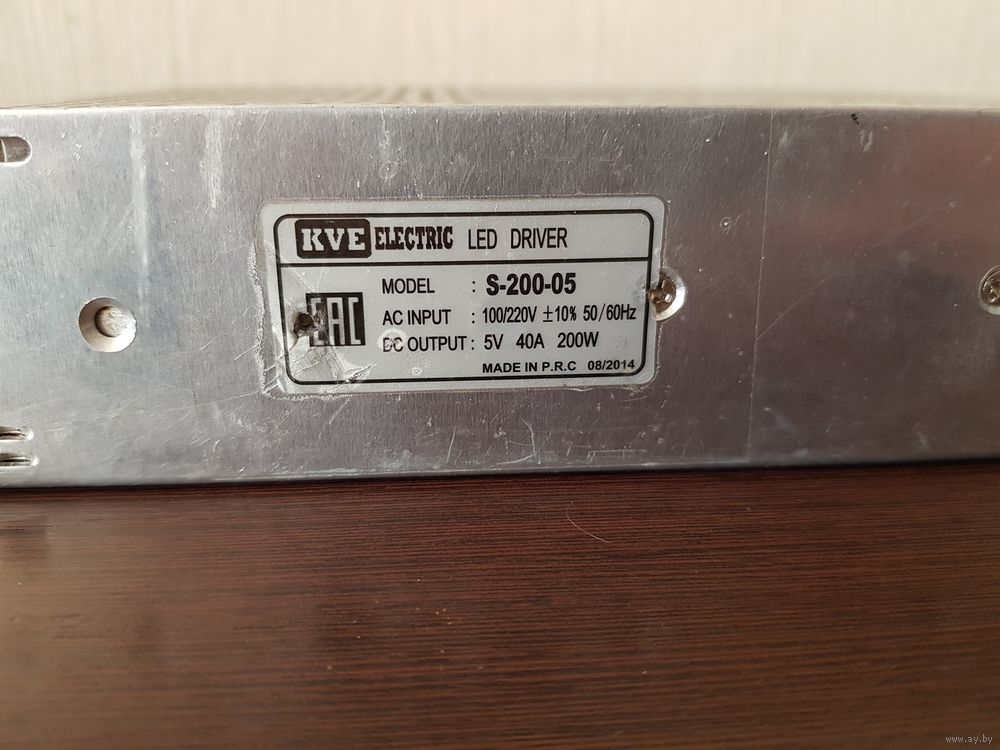 KVE ELECTRIC LED DRIVER
MODEL : S-200-05
EAC
AC INPUT : 100/220V ±10% 50/60Hz
DC OUTPUT : 5V 40A 200W
MADE IN P.R.C 08/2014
www.ay.by